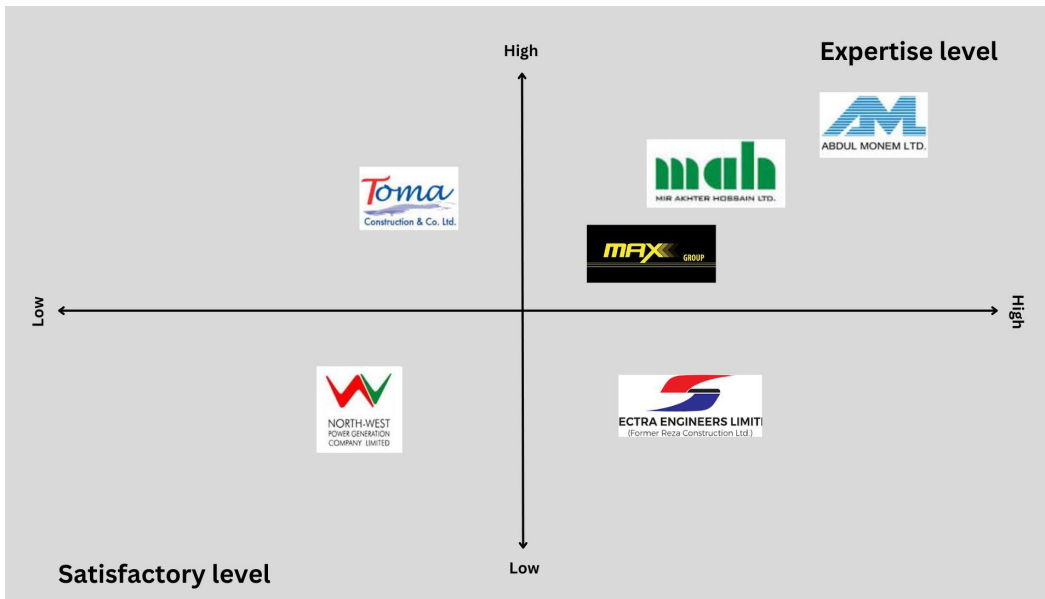 High
Expertise level
ABDUL MONEM LTD.
mah
MIR AKHTER HOSSAIN LTD.
Toma
Construction & Co. Ltd.
MAX
GROUP
Low
High
NORTH-WEST
POWER GENERATION
COMPANY LIMITED
ECTRA ENGINEERS LIMIT
(Former Reza Construction Ltd.)
Low
Satisfactory level